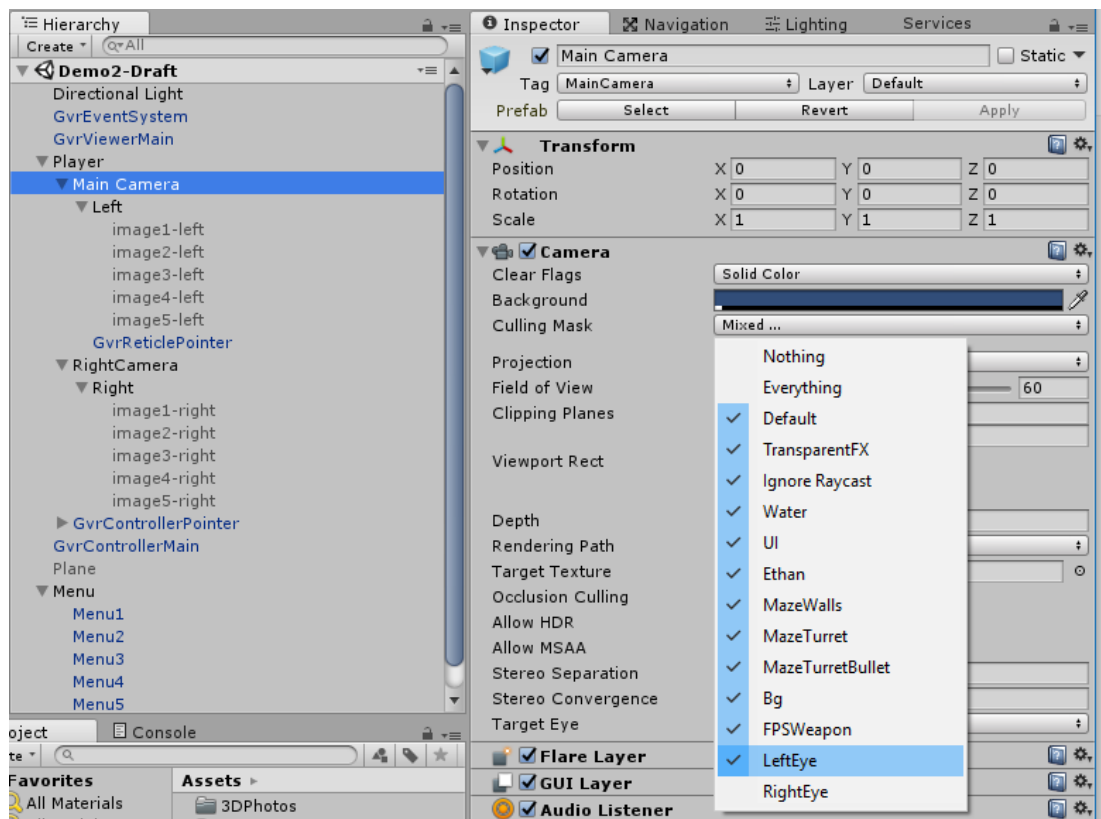 Hierarchy
Create
All
Demo2-Draft
Directional Light
GvrEventSystem
GvrViewerMain
Player
Main Camera
Left
image1-left
image2-left
image3-left
image4-left
image5-left
GvrReticlePointer
RightCamera
Right
image1-right
image2-right
image3-right
image4-right
image5-right
GvrControllerPointer
GvrControllerMain
Plane
Menu
Menu1
Menu2
Menu3
Menu4
Menu5
oject Console
te
Favorites
All Materials
Assets
3DPhotos
Inspector Navigation Lighting Services
Main Camera Static
Tag MainCamera Layer Default
Prefab Select Revert Apply
Transform
Position X 0 Y 0 Z 0
Rotation X 0 Y 0 Z 0
Scale X 1 Y 1 Z 1
Camera
Clear Flags Solid Color
Background
Culling Mask Mixed ...
Projection
Field of View 60
Clipping Planes
Viewport Rect
Depth
Rendering Path
Target Texture
Occlusion Culling
Allow HDR
Allow MSAA
Stereo Separation
Stereo Convergence
Target Eye
Flare Layer
GUI Layer
Audio Listener
Nothing
Everything
Default
TransparentFX
Ignore Raycast
Water
UI
Ethan
MazeWalls
MazeTurret
MazeTurretBullet
Bg
FPSWeapon
LeftEye
RightEye